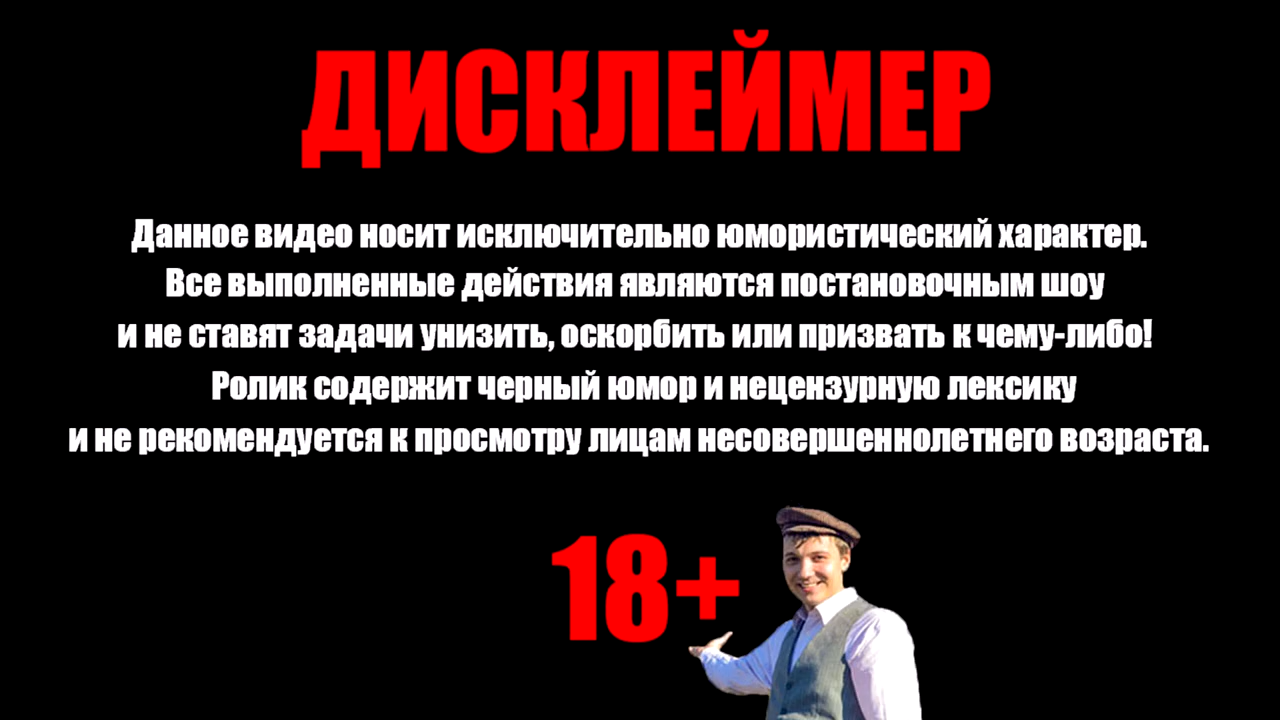 ДИСКЛЕЙМЕР
Данное видео носит исключительно юмористический характер.
Все выполненные действия являются постановочным шоу
и не ставят задачи унизить, оскорбить или призвать к чему-либо!
Ролик содержит черный юмор и нецензурную лексику
и не рекомендуется к просмотру лицам несовершеннолетнего возраста.
18+